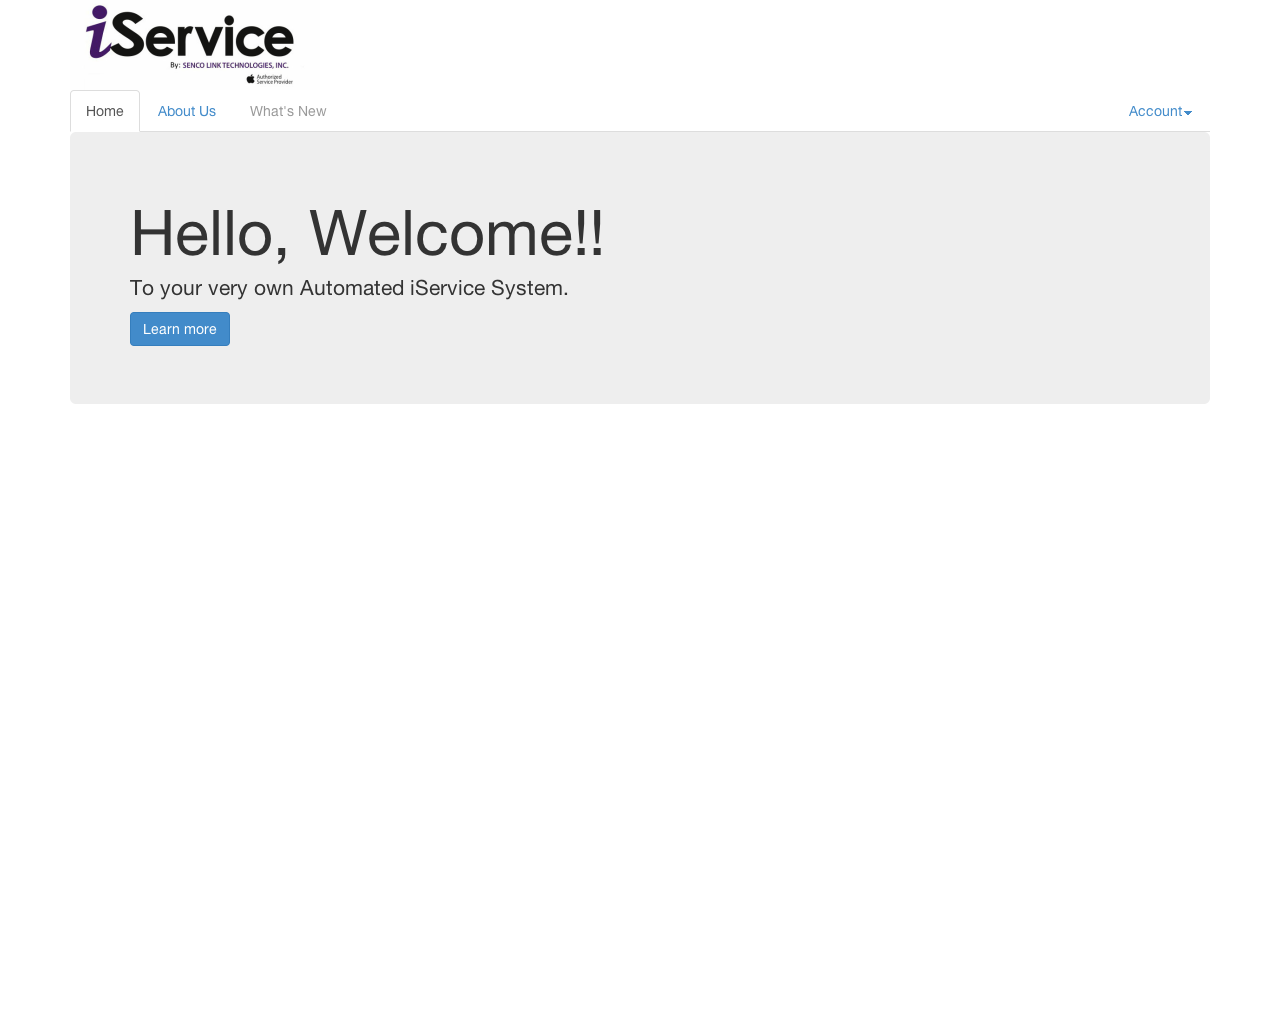 iService
By: SENCO LINK TECHNOLOGIES, INC.
Authorized
Service Provider
Home
About Us
What's New
Account
Hello, Welcome!!
To your very own Automated iService System.
Learn more